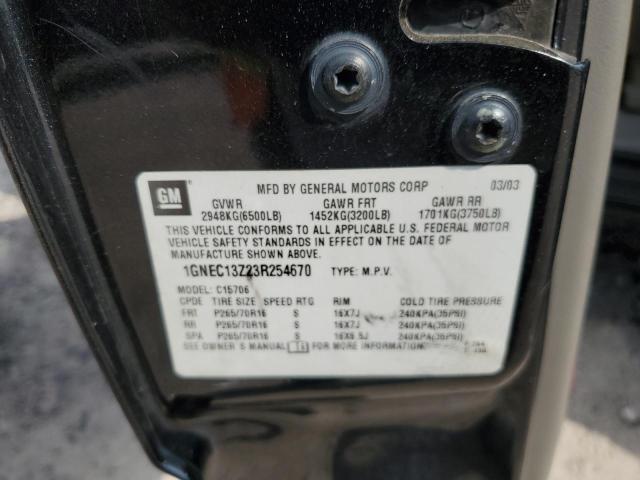 GM MFD BY GENERAL MOTORS CORP 03/03
GVWR GAWR FRT GAWR RR
2948KG(6500LB) 1452KG(3200LB) 1701KG(3750LB)
THIS VEHICLE CONFORMS TO ALL APPLICABLE U.S. FEDERAL MOTOR
VEHICLE SAFETY STANDARDS IN EFFECT ON THE DATE OF
MANUFACTURE SHOWN ABOVE.
1GNEC13Z23R254670 TYPE: M.P.V.
MODEL: C15706
CPDE TIRE SIZE SPEED RTG RIM COLD TIRE PRESSURE
FRT P265/70R16 S 16X7J 240KPA(35PSI)
RR P265/70R16 S 16X7J 240KPA(35PSI)
SPA P265/70R16 S 16X6.5J 240KPA(35PSI)
SEE OWNER'S MANUAL FOR MORE INFORMATION